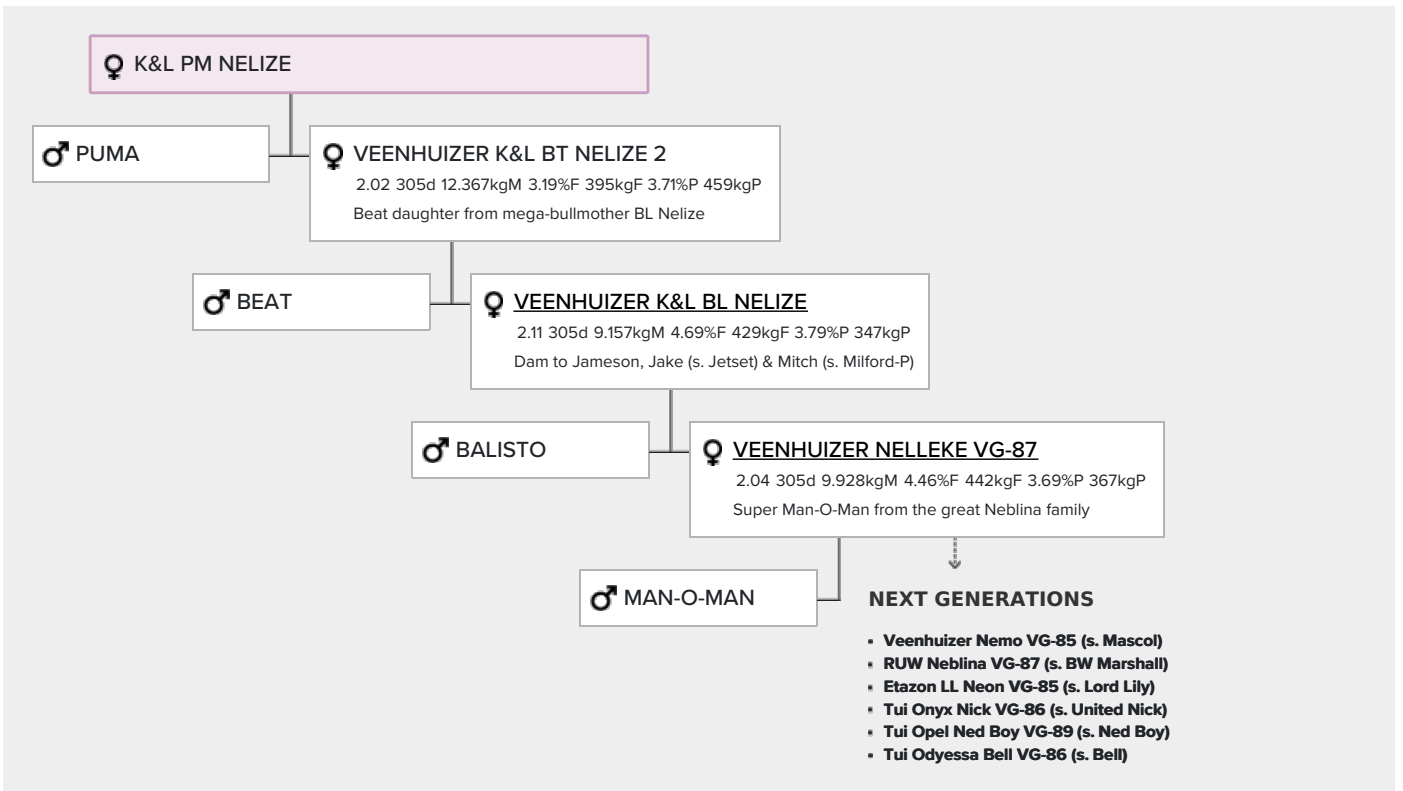 K&L PM NELIZE
PUMA
VEENHUIZER K&L BT NELIZE 2
2.02 305d 12.367kgM 3.19%F 395kgF 3.71%P 459kgP
Beat daughter from mega-bullmother BL Nelize
BEAT
VEENHUIZER K&L BL NELIZE
2.11 305d 9.157kgM 4.69%F 429kgF 3.79%P 347kgP
Dam to Jameson, Jake (s. Jetset) & Mitch (s. Milford-P)
BALISTO
VEENHUIZER NELLEKE VG-87
2.04 305d 9.928kgM 4.46%F 442kgF 3.69%P 367kgP
Super Man-O-Man from the great Neblina family
MAN-O-MAN
NEXT GENERATIONS
Veenhuizer Nemo VG-85 (s. Mascol)
RUW Neblina VG-87 (s. BW Marshall)
Etazon LL Neon VG-85 (s. Lord Lily)
Tui Onyx Nick VG-86 (s. United Nick)
Tui Opel Ned Boy VG-89 (s. Ned Boy)
Tui Odyessa Bell VG-86 (s. Bell)